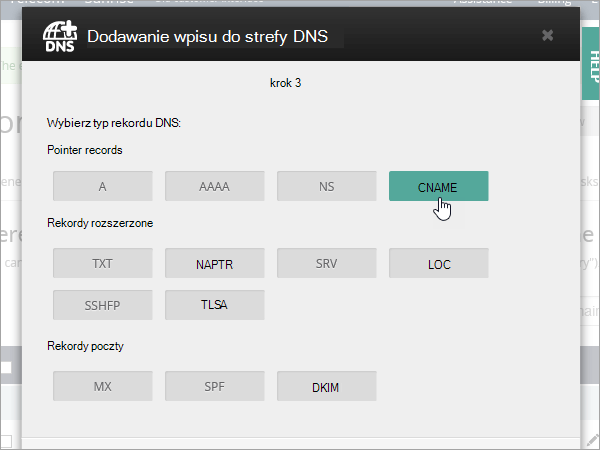 DNS
Dodawanie wpisu do strefy DNS
HELP
krok 3
Wybierz typ rekordu DNS:
Pointer records
A AAAA NS CNAME
Rekordy rozszerzone
TXT NAPTR SRV LOC
SSHFP TLSA
Rekordy poczty
MX SPF DKIM